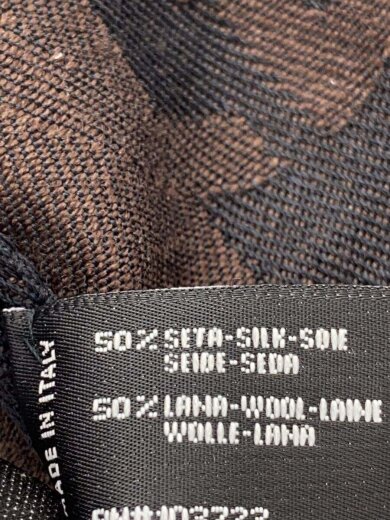 50% SETA-SILK-SOIE
SEIDE-SEDA
50% LANA-WOOL-LAINE
WOLLE-LANA
MADE IN ITALY